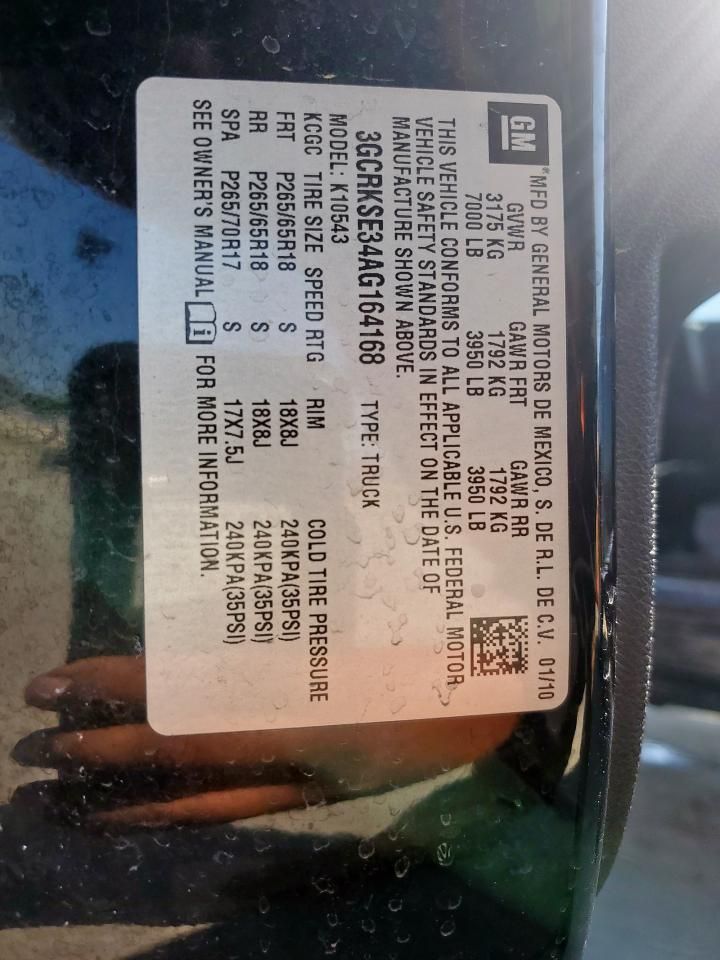 GM
®MFD BY GENERAL MOTORS DE MEXICO, S. DE R.L. DE C.V. 01/10
GVWR GAWR FRT GAWR RR
3175 KG 1792 KG 1792 KG
7000 LB 3950 LB 3950 LB
THIS VEHICLE CONFORMS TO ALL APPLICABLE U.S. FEDERAL MOTOR
VEHICLE SAFETY STANDARDS IN EFFECT ON THE DATE OF
MANUFACTURE SHOWN ABOVE.
3GCRKSE34AG164168 TYPE: TRUCK
MODEL: K10543
KCGC TIRE SIZE SPEED RTG RIM COLD TIRE PRESSURE
FRT P265/65R18 S 18X8J 240KPA(35PSI)
RR P265/65R18 S 18X8J 240KPA(35PSI)
SPA P265/70R17 S 17X7.5J 240KPA(35PSI)
SEE OWNER'S MANUAL i FOR MORE INFORMATION.